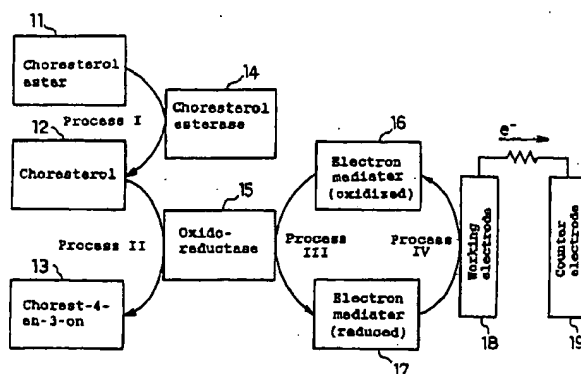 11
Choresterol
ester
14
Process I
Choresterol
esterase
12
Choresterol
16
e-
Electron
mediater
(oxidized)
15
Oxido-
reductase
Process II
Process
III
Process
IV
Working
electrode
Counter
electrode
13
Chorest-4-
en-3-on
Electron
mediater
(reduced)
17
18
19